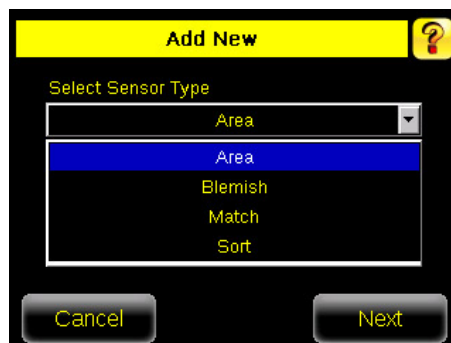 Add New
?
Select Sensor Type
Area
Area
Blemish
Match
Sort
Cancel
Next